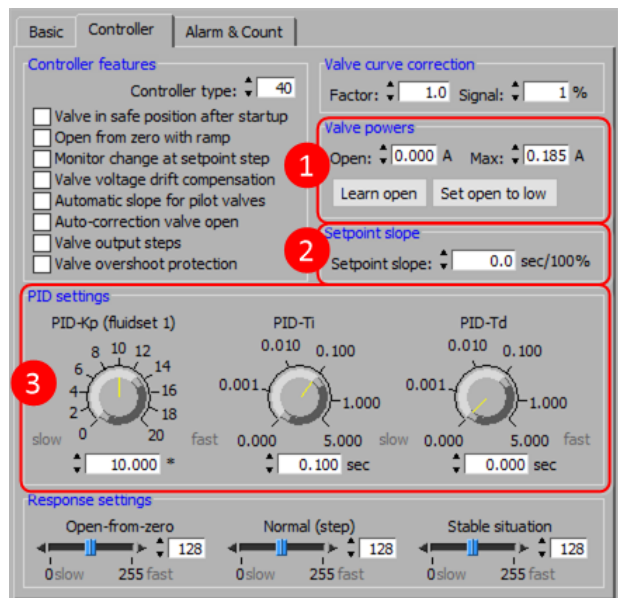 Basic Controller Alarm & Count
Controller features
Controller type: 40
Valve in safe position after startup
Open from zero with ramp
Monitor change at setpoint step
Valve voltage drift compensation
Automatic slope for pilot valves
Auto-correction valve open
Valve output steps
Valve overshoot protection
Valve curve correction
Factor: 1.0 Signal: 1 %
1
Valve powers
Open: 0.000 A Max: 0.185 A
Learn open Set open to low
2
Setpoint slope
Setpoint slope: 0.0 sec/100%
3
PID settings
PID-Kp (fluidset 1)
8 10 12
6 14
4 16
2 18
slow 0 20 fast
10.000 *
PID-Ti
0.010 0.100
0.001 1.000
0.000 5.000
0.100 sec
PID-Td
0.010 0.100
0.001 1.000
slow 0.000 5.000 fast
0.000 sec
Response settings
Open-from-zero
128
0 slow 255 fast
Normal (step)
128
0 slow 255 fast
Stable situation
128
0 slow 255 fast